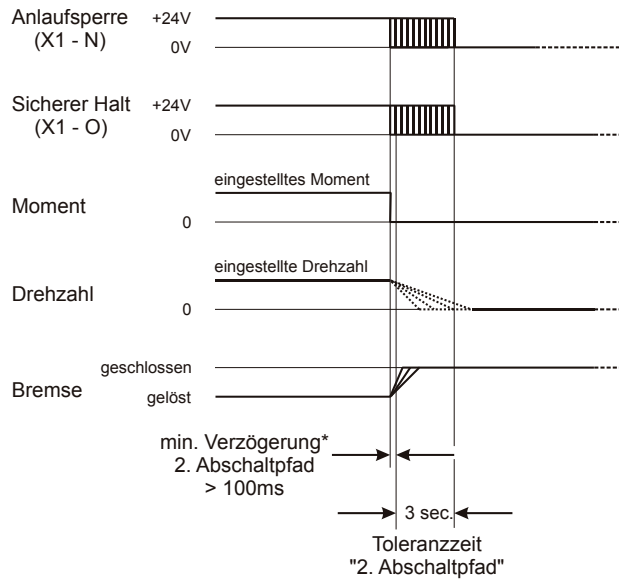 Anlaufsperre
(X1 - N)
+24V
0V
Sicherer Halt
(X1 - O)
+24V
0V
Moment
eingestelltes Moment
0
Drehzahl
eingestellte Drehzahl
0
Bremse
geschlossen
gelöst
min. Verzögerung*
2. Abschaltpfad
> 100ms
3 sec.
Toleranzzeit
"2. Abschaltpfad"